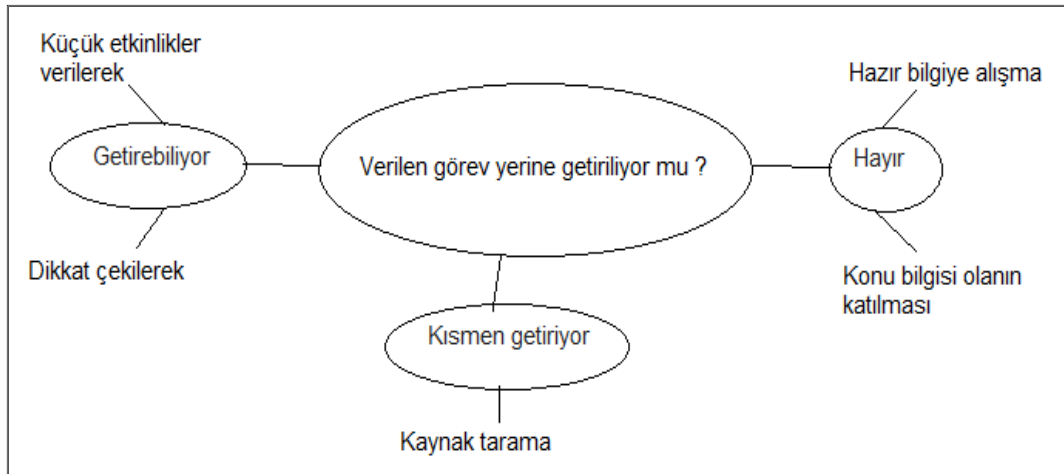 Küçük etkinlikler
verilerek
Getirebiliyor
Dikkat çekilerek
Verilen görev yerine getiriliyor mu ?
Hazır bilgiye alışma
Hayır
Konu bilgisi olanın
katılması
Kısmen getiriyor
Kaynak tarama